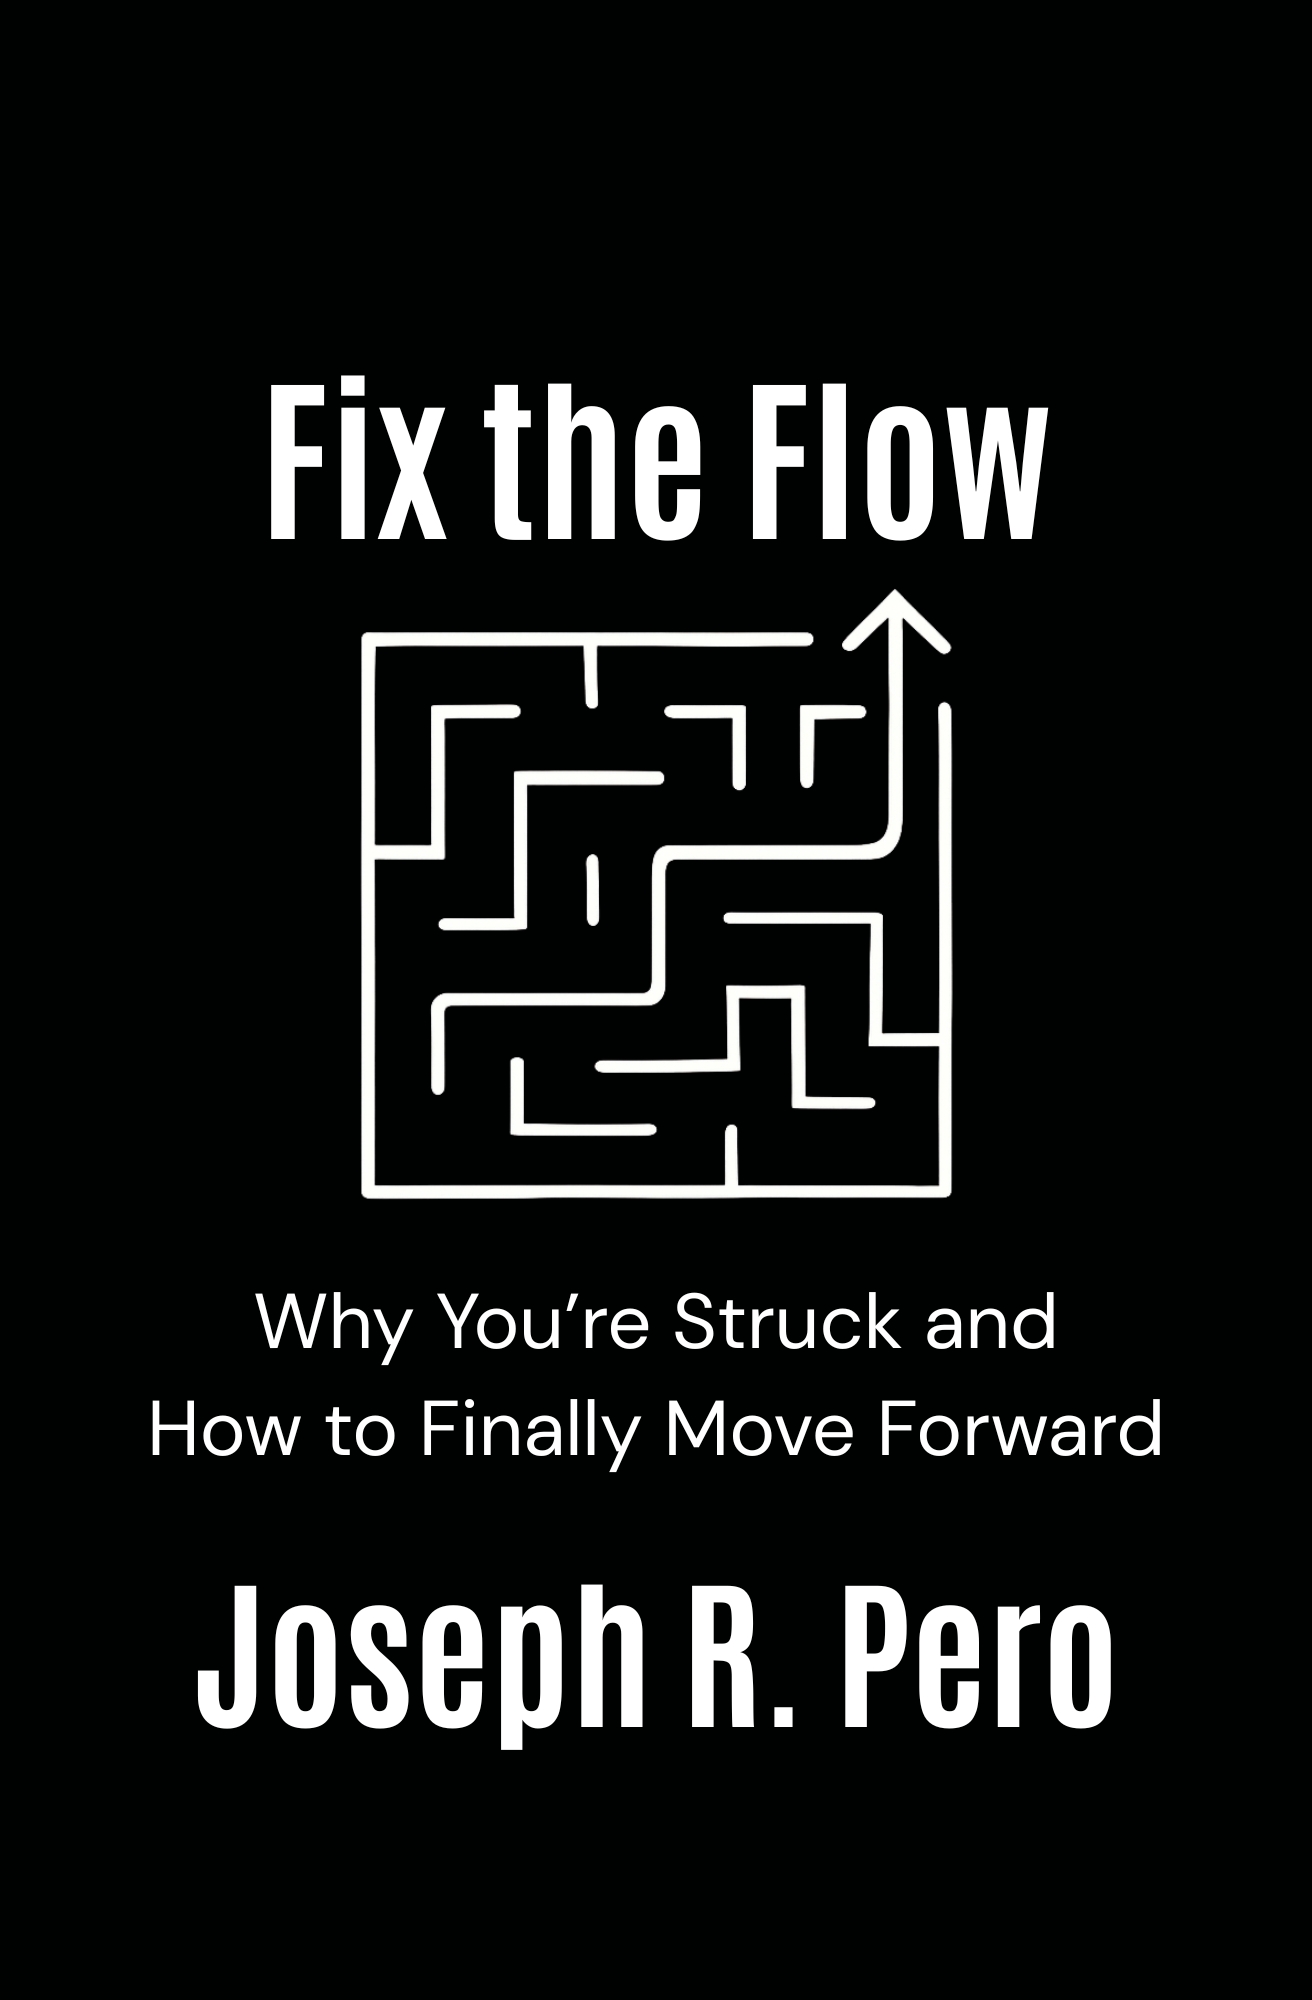 Fix the Flow
Why You’re Struck and
How to Finally Move Forward
Joseph R. Pero